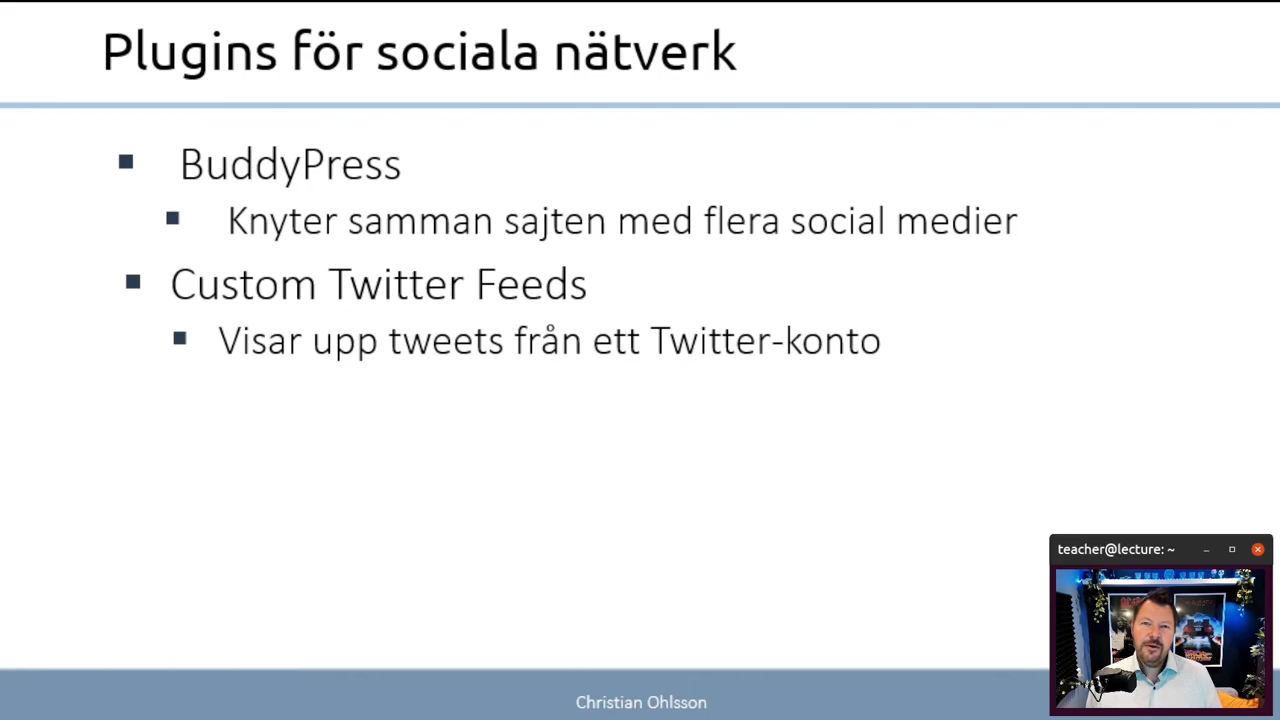 Plugins för sociala nätverk
BuddyPress
Knyter samman sajten med flera social medier
Custom Twitter Feeds
Visar upp tweets från ett Twitter-konto
teacher@lecture: ~
Christian Ohlsson